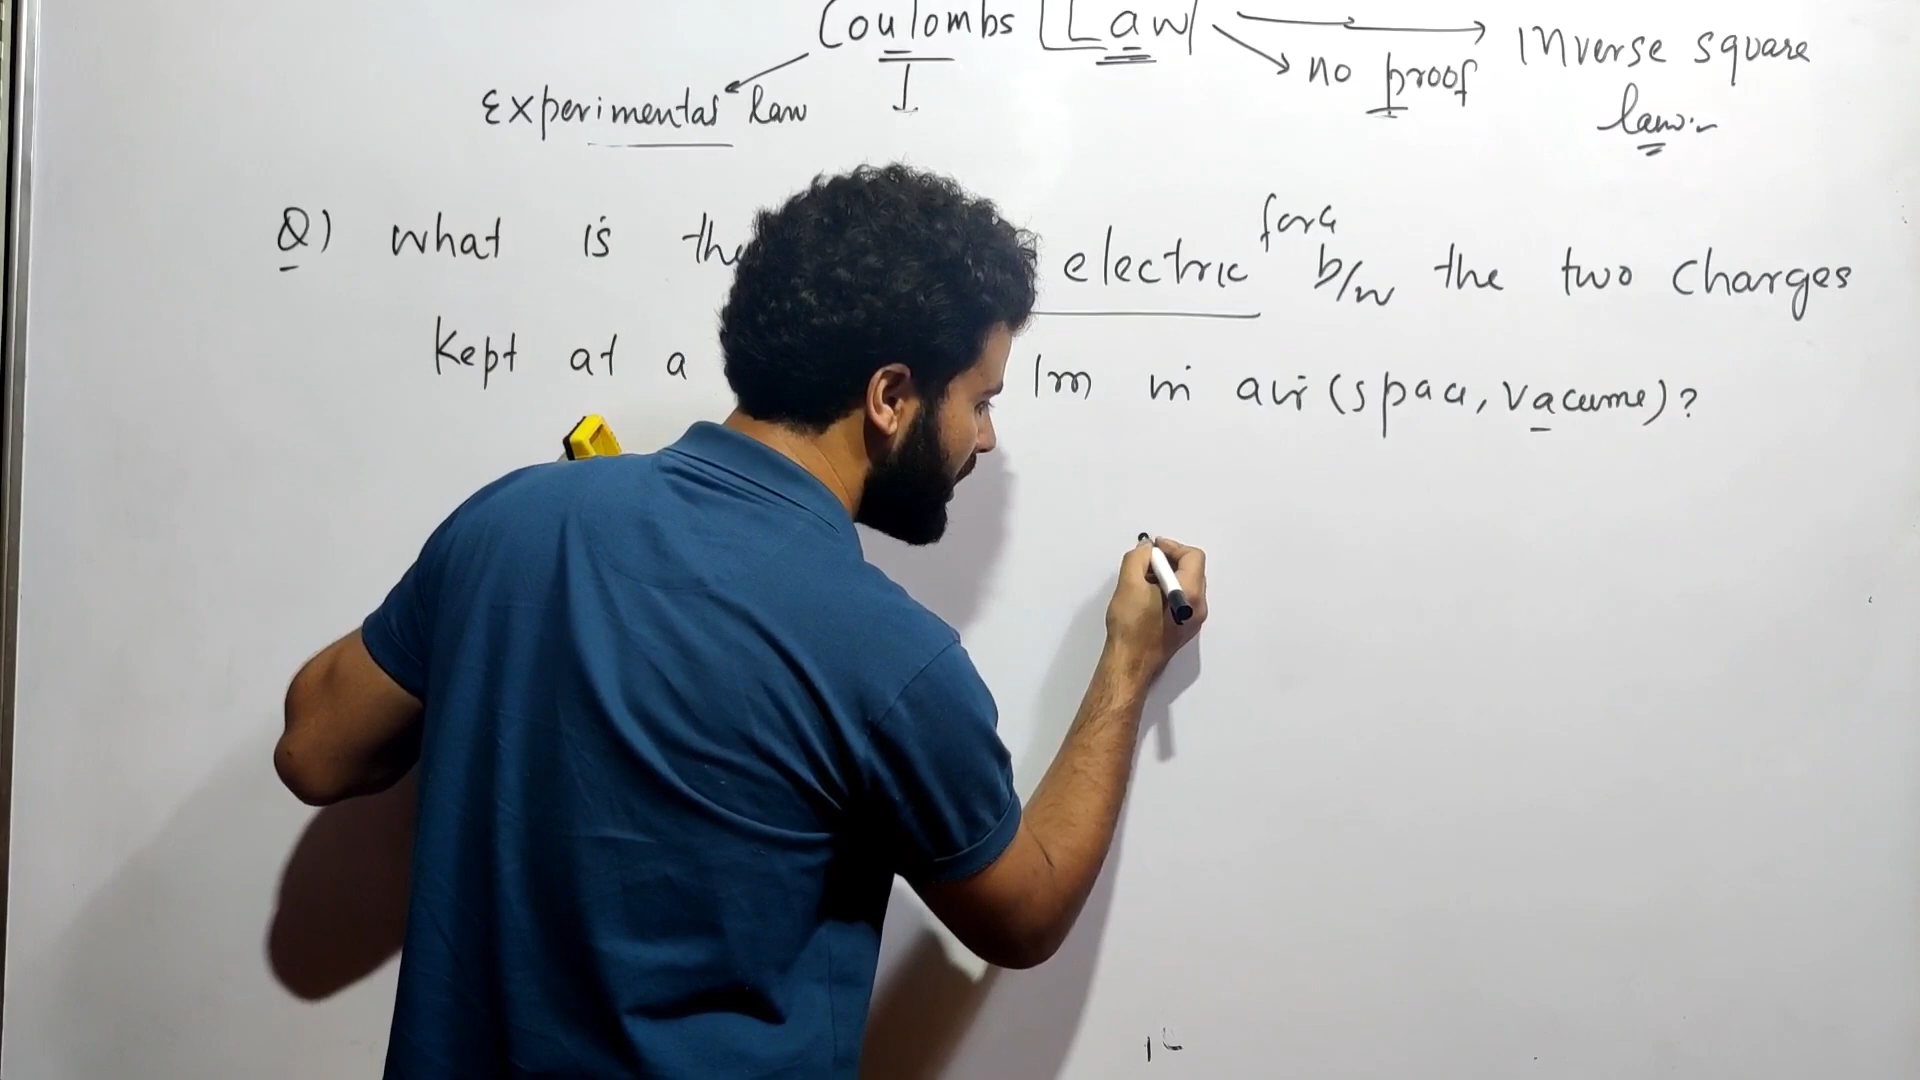 Coulombs Law
Inverse square
law
no proof
Experimental law
I
Q) what is the electric force b/w the two charges
Kept at a 1m in air (space, vacume)?